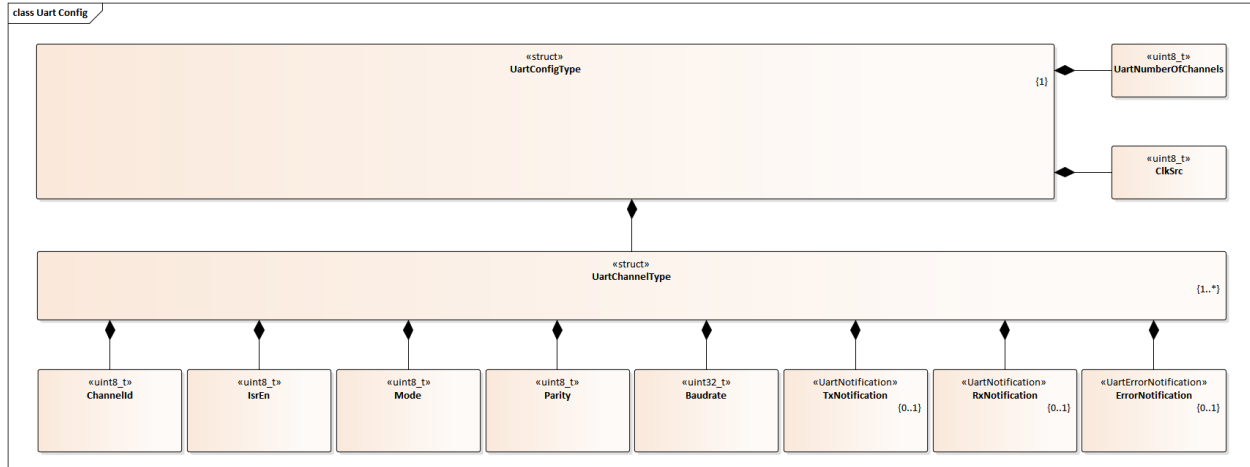 class Uart Config
«struct»
UartConfigType
{1}
«uint8_t»
UartNumberOfChannels
«uint8_t»
ClkSrc
«struct»
UartChannelType
{1..*}
«uint8_t»
ChannelId
«uint8_t»
IsrEn
«uint8_t»
Mode
«uint8_t»
Parity
«uint32_t»
Baudrate
«UartNotification»
TxNotification
{0..1}
«UartNotification»
RxNotification
{0..1}
«UartErrorNotification»
ErrorNotification
{0..1}